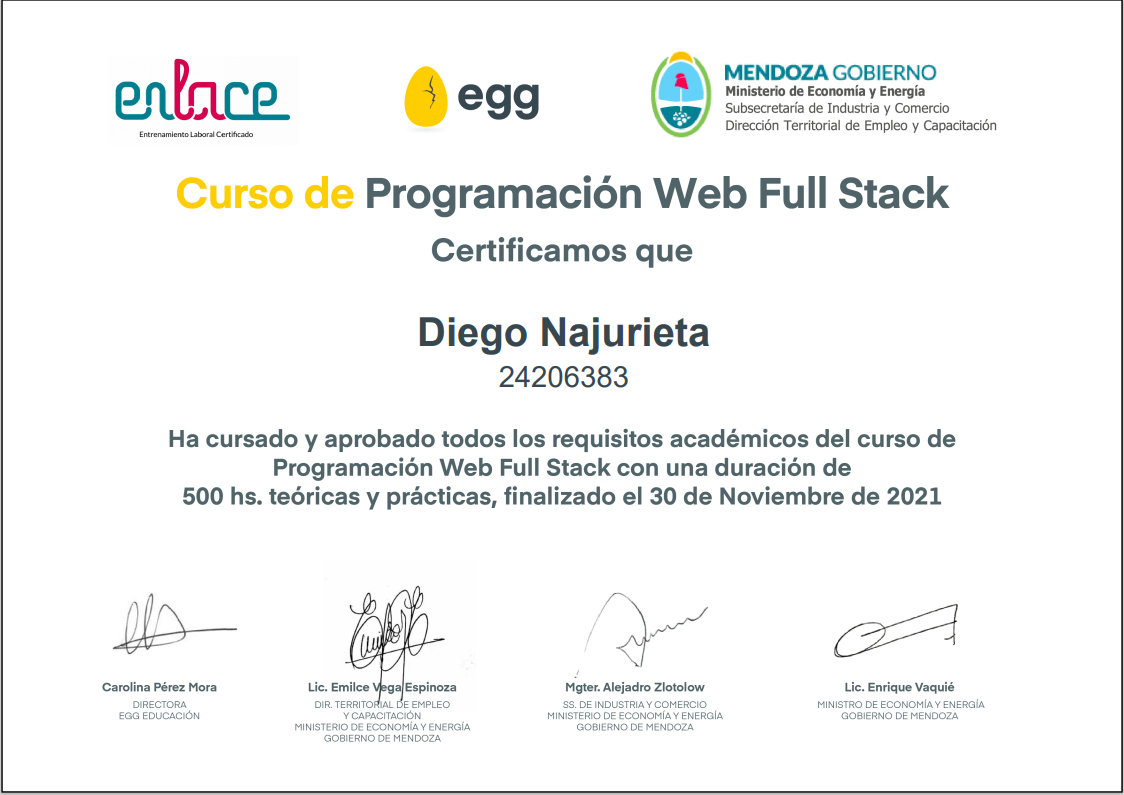 enlace
Entrenamiento Laboral Certificado
egg
MENDOZA GOBIERNO
Ministerio de Economía y Energía
Subsecretaría de Industria y Comercio
Dirección Territorial de Empleo y Capacitación
Curso de Programación Web Full Stack
Certificamos que
Diego Najurieta
24206383
Ha cursado y aprobado todos los requisitos académicos del curso de
Programación Web Full Stack con una duración de
500 hs. teóricas y prácticas, finalizado el 30 de Noviembre de 2021
Carolina Pérez Mora
DIRECTORA
EGG EDUCACIÓN
Lic. Emilce Vega Espinoza
DIR. TERRITORIAL DE EMPLEO
Y CAPACITACIÓN
MINISTERIO DE ECONOMÍA Y ENERGÍA
GOBIERNO DE MENDOZA
Mgter. Alejadro Zlotolow
SS. DE INDUSTRIA Y COMERCIO
MINISTERIO DE ECONOMÍA Y ENERGÍA
GOBIERNO DE MENDOZA
Lic. Enrique Vaquié
MINISTRO DE ECONOMÍA Y ENERGÍA
GOBIERNO DE MENDOZA